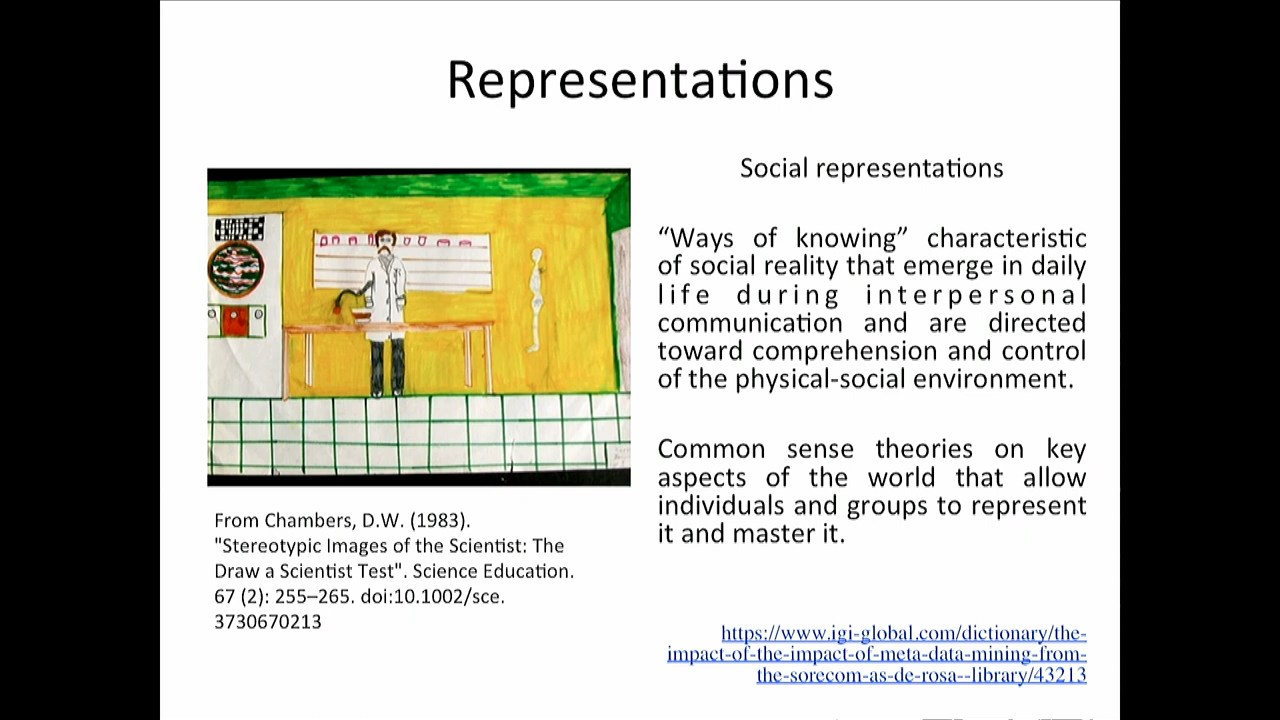 Representations
Social representations
“Ways of knowing” characteristic
of social reality that emerge in daily
life during interpersonal
communication and are directed
toward comprehension and control
of the physical-social environment.
Common sense theories on key
aspects of the world that allow
individuals and groups to represent
it and master it.
From Chambers, D.W. (1983).
"Stereotypic Images of the Scientist: The
Draw a Scientist Test". Science Education.
67 (2): 255–265. doi:10.1002/sce.
3730670213
https://www.igi-global.com/dictionary/the-
impact-of-the-impact-of-meta-data-mining-from-
the-sorecom-as-de-rosa--library/43213